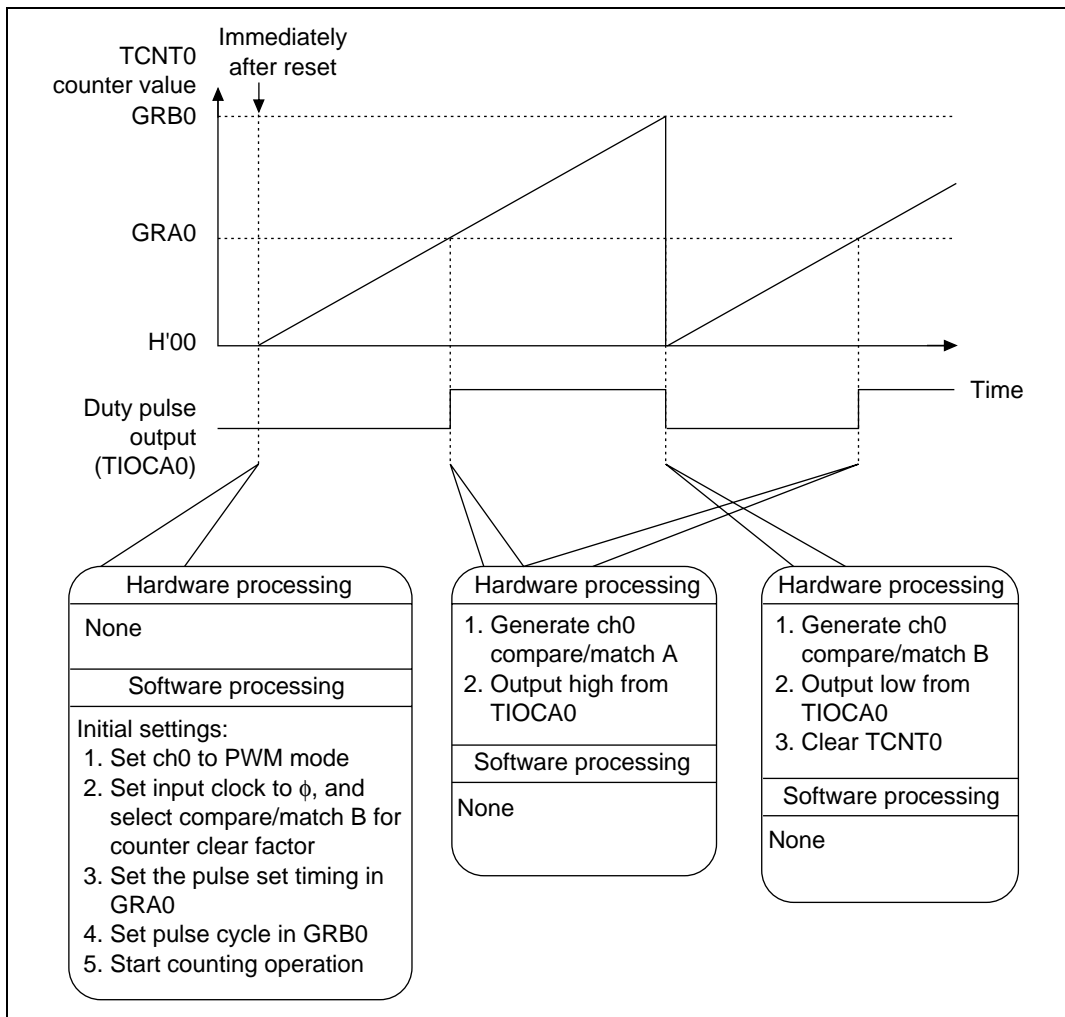 Immediately
after reset
TCNT0
counter value
GRB0
GRA0
H'00
Time
Duty pulse
output
(TIOCA0)
Hardware processing
None
Software processing
Initial settings:
1. Set ch0 to PWM mode
2. Set input clock to ϕ, and
select compare/match B for
counter clear factor
3. Set the pulse set timing in
GRA0
4. Set pulse cycle in GRB0
5. Start counting operation
Hardware processing
1. Generate ch0
compare/match A
2. Output high from
TIOCA0
Software processing
None
Hardware processing
1. Generate ch0
compare/match B
2. Output low from
TIOCA0
3. Clear TCNT0
Software processing
None